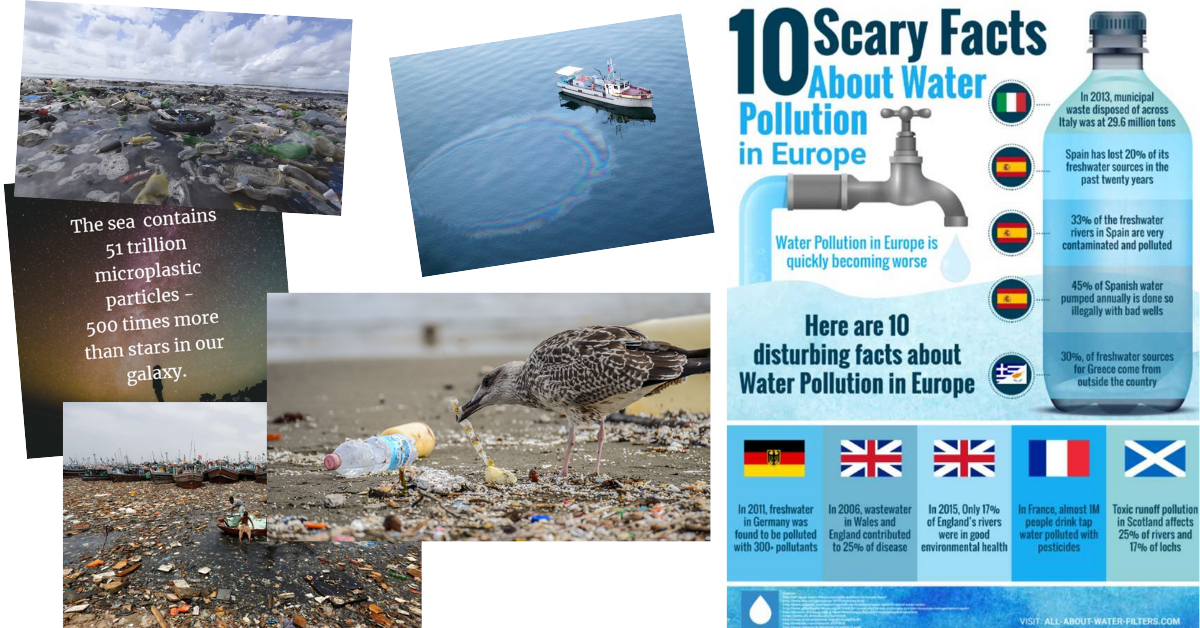 The sea contains
51 trillion
microplastic
particles -
500 times more
than stars in our
galaxy.
10 Scary Facts
About Water
Pollution
in Europe
Water Pollution in Europe is
quickly becoming worse
Here are 10
disturbing facts about
Water Pollution in Europe
In 2013, municipal
waste disposed of across
Italy was at 29.6 million tons
Spain has lost 20% of its
freshwater sources in the
past twenty years
33% of the freshwater
rivers in Spain are very
contaminated and polluted
45% of Spanish water
pumped annually is done so
illegally with bad wells
30%, of freshwater sources
for Greece come from
outside the country
In 2011, freshwater
in Germany was
found to be polluted
with 300+ pollutants
In 2006, wastewater
in Wales and
England contributed
to 25% of disease
In 2015, Only 17%
of England's rivers
were in good
environmental health
In France, almost 1M
people drink tap
water polluted with
pesticides
Toxic runoff pollution
in Scotland affects
25% of rivers and
17% of lochs
VISIT: ALL-ABOUT-WATER-FILTERS.COM